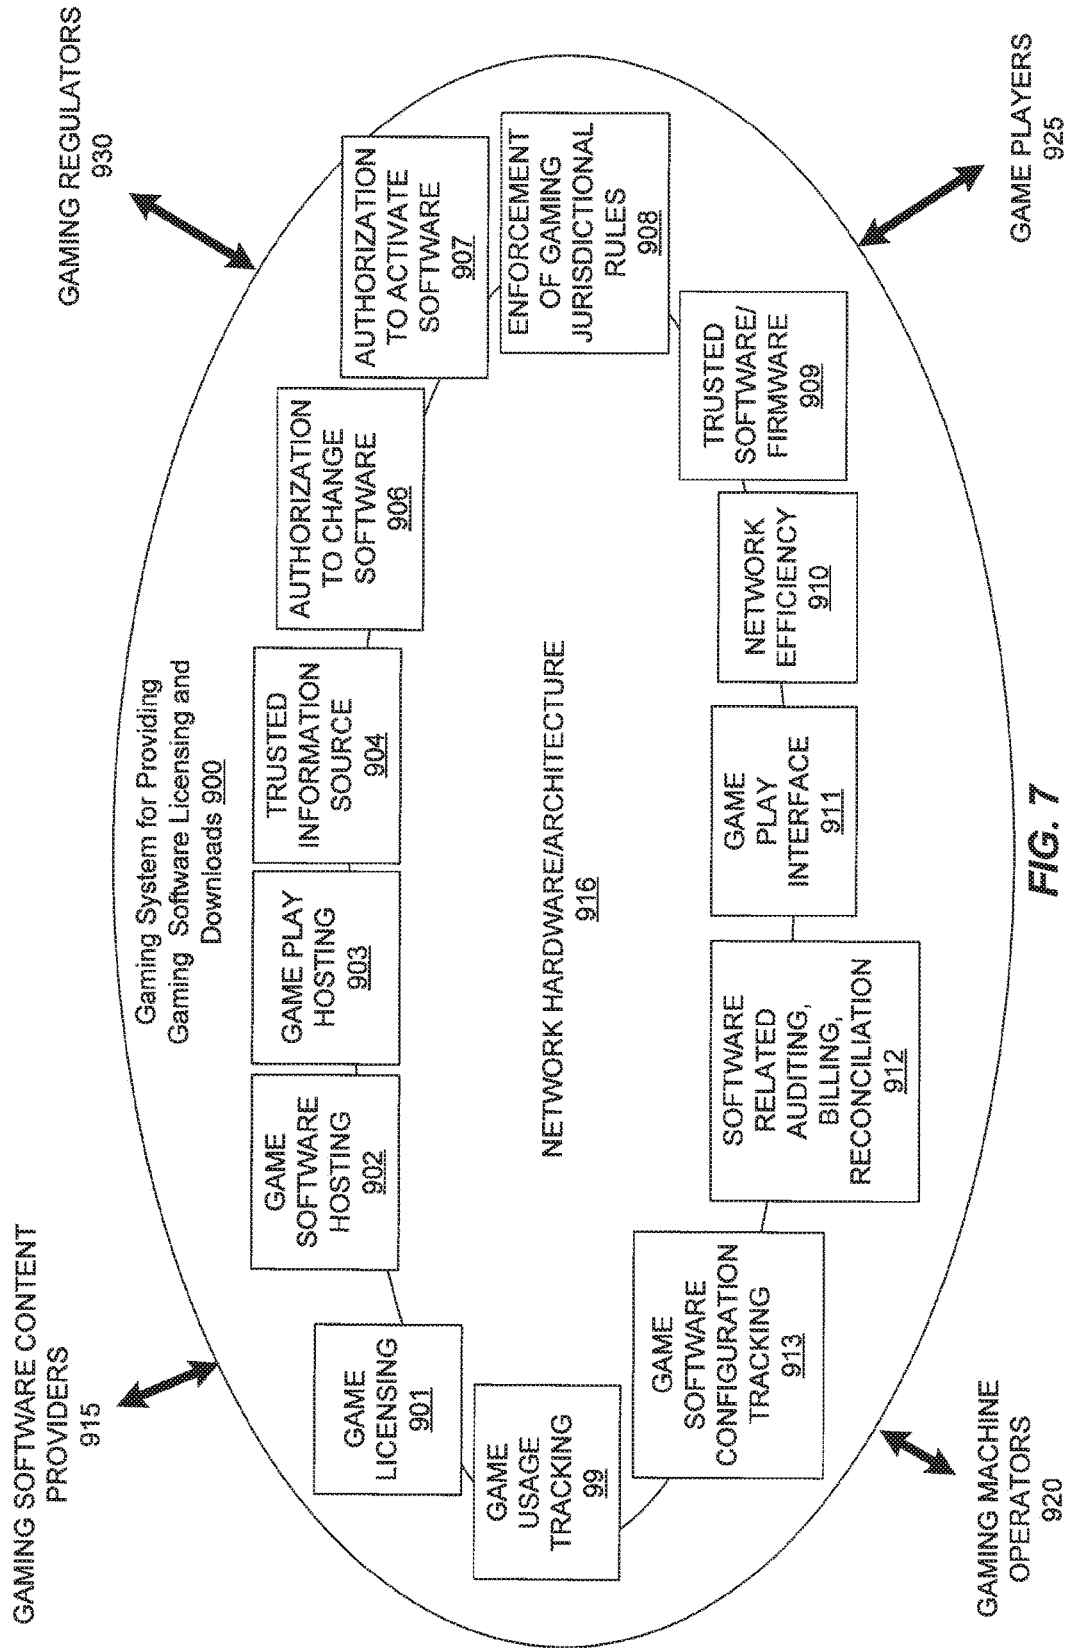 GAMING SOFTWARE CONTENT
PROVIDERS
915
GAMING REGULATORS
930
Gaming System for Providing
Gaming Software Licensing and
Downloads 900
GAME
LICENSING
901
GAME
SOFTWARE
HOSTING
902
GAME PLAY
HOSTING
903
TRUSTED
INFORMATION
SOURCE
904
AUTHORIZATION
TO CHANGE
SOFTWARE
906
AUTHORIZATION
TO ACTIVATE
SOFTWARE
907
ENFORCEMENT
OF GAMING
JURISDICTIONAL
RULES
908
NETWORK HARDWARE/ARCHITECTURE
916
GAME
USAGE
TRACKING
99
GAME
SOFTWARE
CONFIGURATION
TRACKING
913
SOFTWARE
RELATED
AUDITING,
BILLING,
RECONCILIATION
912
GAME
PLAY
INTERFACE
911
NETWORK
EFFICIENCY
910
TRUSTED
SOFTWARE/
FIRMWARE
909
GAMING MACHINE
OPERATORS
920
GAME PLAYERS
925
FIG. 7